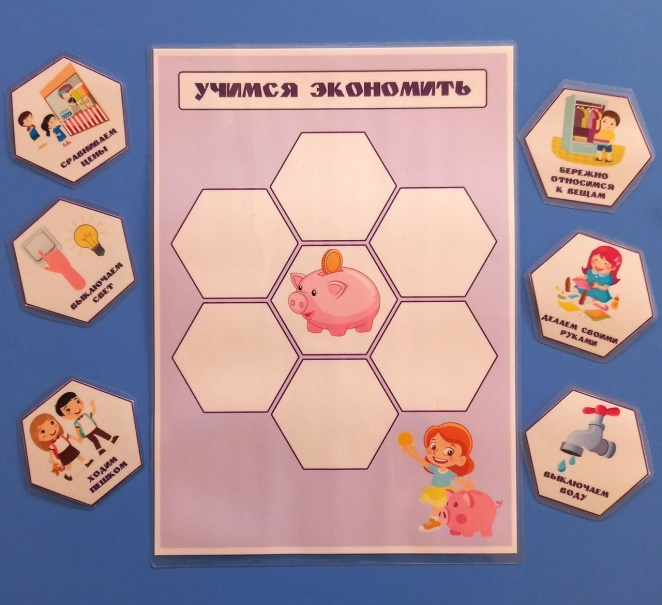 УЧИМСЯ ЭКОНОМИТЬ
СРАВНИВАЕМ
ЦЕНЫ
ВЫКЛЮЧАЕМ
СВЕТ
ХОДИМ
ПЕШКОМ
БЕРЕЖНО
ОТНОСИМСЯ
К ВЕЩАМ
ДЕЛАЕМ СВОИМИ
РУКАМИ
ВЫКЛЮЧАЕМ
ВОДУ